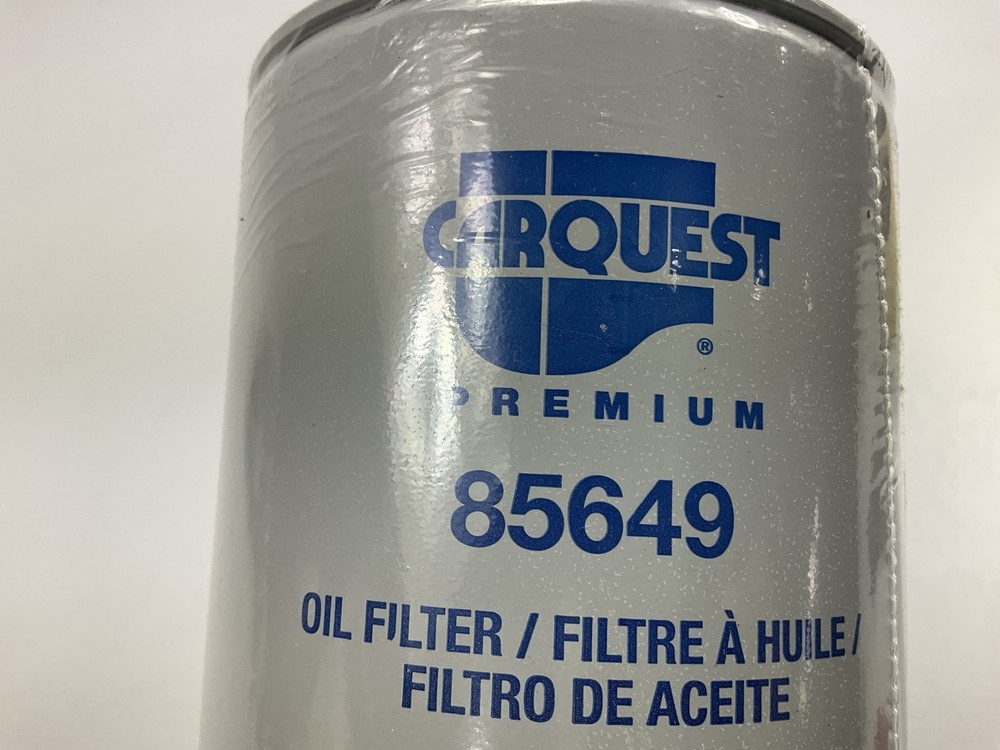 CARQUEST
®
PREMIUM
85649
OIL FILTER / FILTRE À HUILE /
FILTRO DE ACEITE